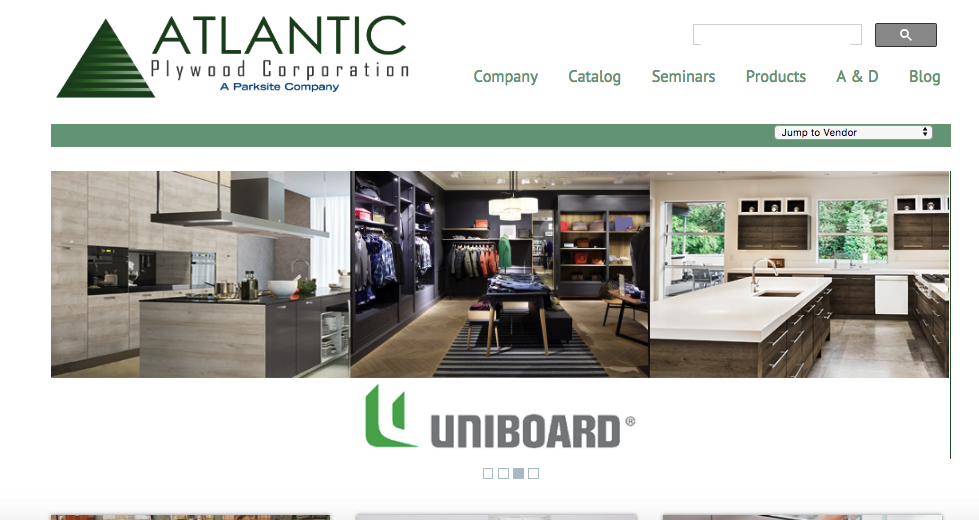 ATLANTIC
Plywood Corporation
A Parksite Company
Company Catalog Seminars Products A & D Blog
Jump to Vendor
UNIBOARD®